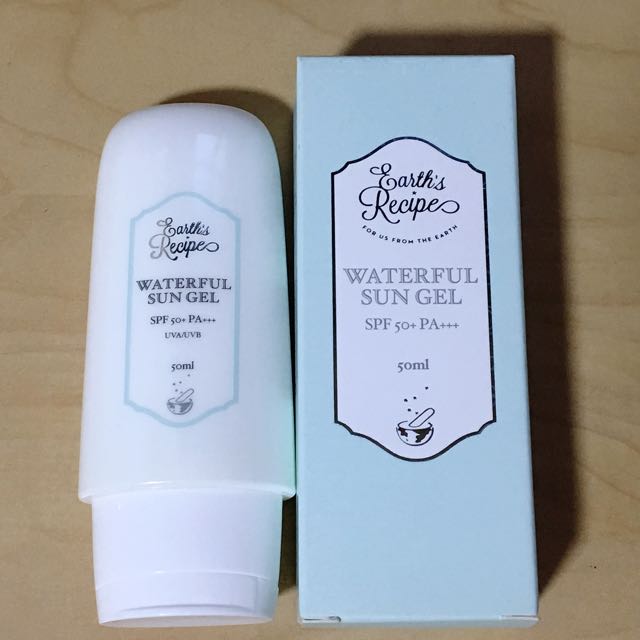 Earth's
Recipe
WATERFUL
SUN GEL
SPF 50+ PA+++
UVA/UVB
50ml
Earth's
Recipe
FOR US FROM THE EARTH
WATERFUL
SUN GEL
SPF 50+ PA+++
50ml